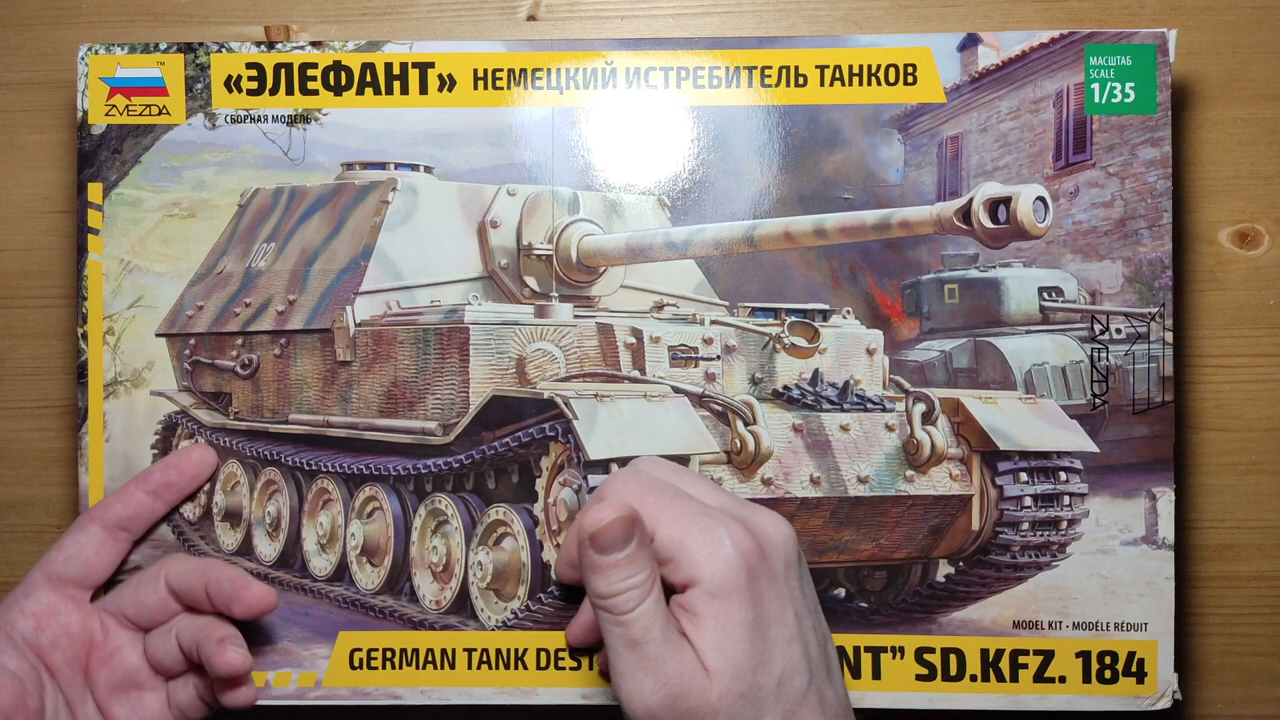 ZVEZDA™
«ЭЛЕФАНТ» НЕМЕЦКИЙ ИСТРЕБИТЕЛЬ ТАНКОВ
СБОРНАЯ МОДЕЛЬ
МАСШТАБ
SCALE
1/35
102
ZVEZDA
MODEL KIT • MODÈLE RÉDUIT
GERMAN TANK DEST NT” SD.KFZ. 184